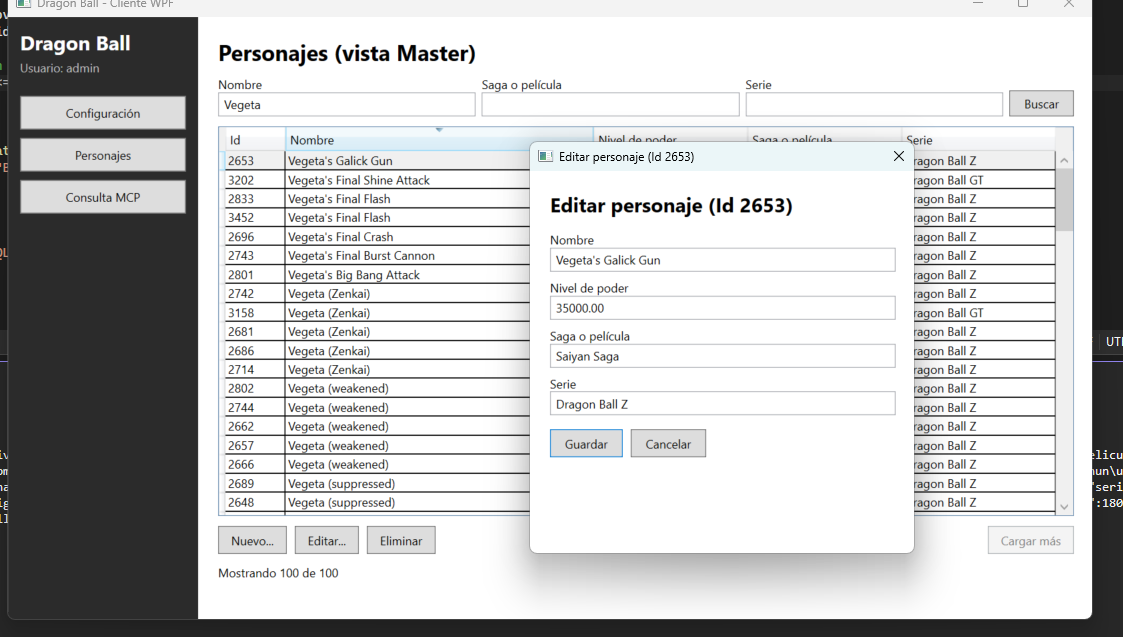 Dragon Ball - Cliente WPF
Dragon Ball
Usuario: admin
Configuración
Personajes
Consulta MCP
Personajes (vista Master)
Nombre Saga o película Serie
Vegeta
Buscar
Id Nombre Nivel de poder Saga o película Serie
2653 Vegeta's Galick Gun ragon Ball Z
3202 Vegeta's Final Shine Attack ragon Ball GT
2833 Vegeta's Final Flash ragon Ball Z
3452 Vegeta's Final Flash ragon Ball Z
2696 Vegeta's Final Crash ragon Ball Z
2743 Vegeta's Final Burst Cannon ragon Ball Z
2801 Vegeta's Big Bang Attack ragon Ball Z
2742 Vegeta (Zenkai) ragon Ball Z
3158 Vegeta (Zenkai) ragon Ball GT
2681 Vegeta (Zenkai) ragon Ball Z
2686 Vegeta (Zenkai) ragon Ball Z
2714 Vegeta (Zenkai) ragon Ball Z
2802 Vegeta (weakened) ragon Ball Z
2744 Vegeta (weakened) ragon Ball Z
2662 Vegeta (weakened) ragon Ball Z
2657 Vegeta (weakened) ragon Ball Z
2666 Vegeta (weakened) ragon Ball Z
2689 Vegeta (suppressed) ragon Ball Z
2648 Vegeta (suppressed) ragon Ball Z
Nuevo...
Editar...
Eliminar
Cargar más
Mostrando 100 de 100
Editar personaje (Id 2653)
Editar personaje (Id 2653)
Nombre
Vegeta's Galick Gun
Nivel de poder
35000.00
Saga o película
Saiyan Saga
Serie
Dragon Ball Z
Guardar
Cancelar
UT
elicu
nun\u
seri
":180